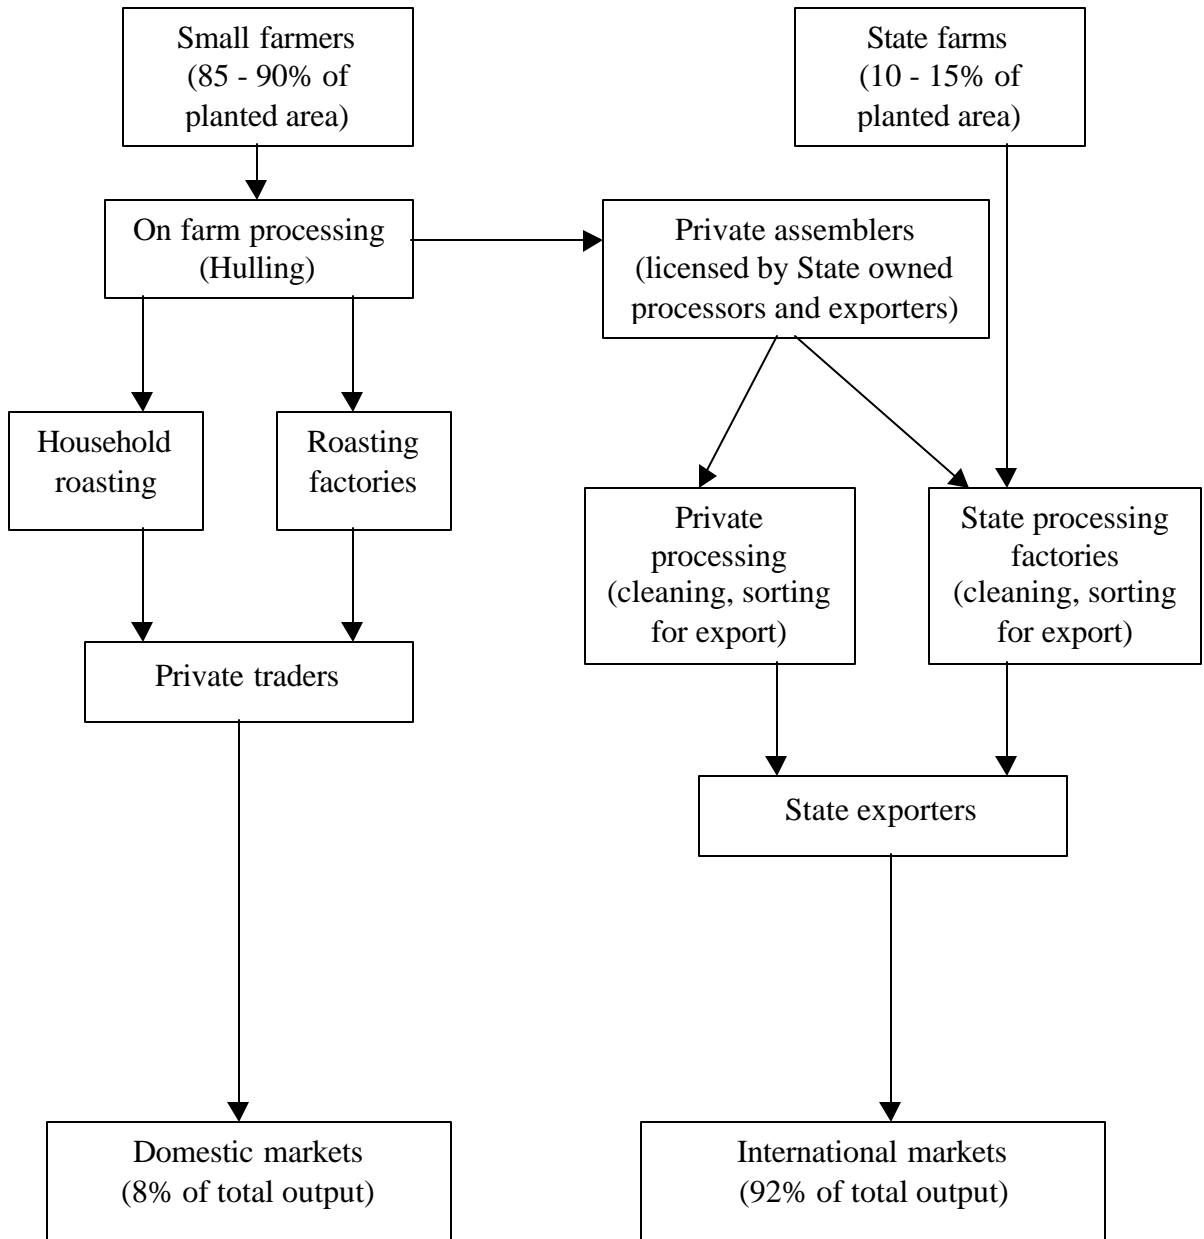 Small farmers
(85 - 90% of
planted area)
State farms
(10 - 15% of
planted area)
On farm processing
(Hulling)
Private assemblers
(licensed by State owned
processors and exporters)
Household
roasting
Roasting
factories
Private
processing
(cleaning, sorting
for export)
State processing
factories
(cleaning, sorting
for export)
Private traders
State exporters
Domestic markets
(8% of total output)
International markets
(92% of total output)